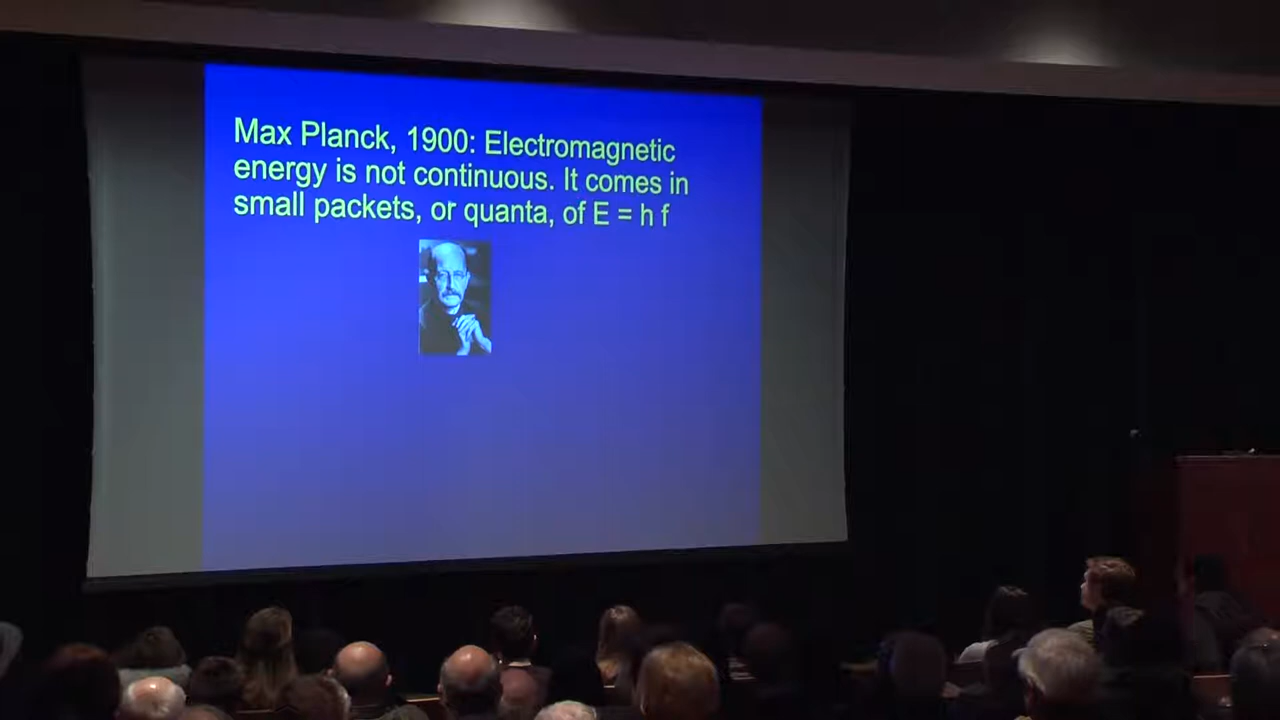 Max Planck, 1900: Electromagnetic
energy is not continuous. It comes in
small packets, or quanta, of E = h f